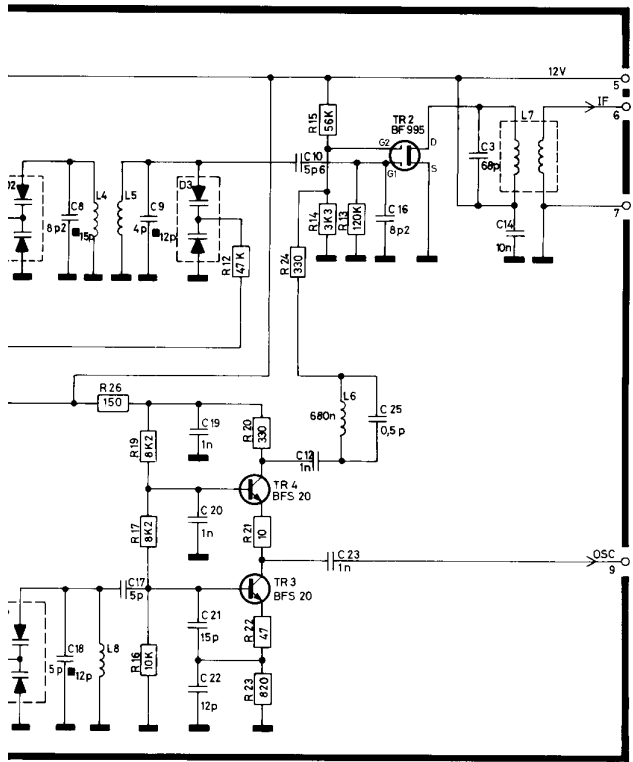 12V
5
R15
56K
TR2
BF 995
IF
6
L7
G2
D
C10
5p6
C3
68p
G1
S
D2
C8
L4
L5
C9
D3
8p2
15p
4p
12p
R14
3K3
R13
120K
C16
8p2
7
C14
10n
R12
47K
R24
330
R26
150
L6
680n
C25
0,5p
R19
8K2
C19
1n
R20
330
C12
1n
TR4
BFS 20
R17
8K2
C20
1n
R21
10
C23
1n
OSC
9
C17
5p
TR3
BFS 20
C21
15p
R22
47
C18
5p
12p
L8
R16
10K
C22
12p
R23
820